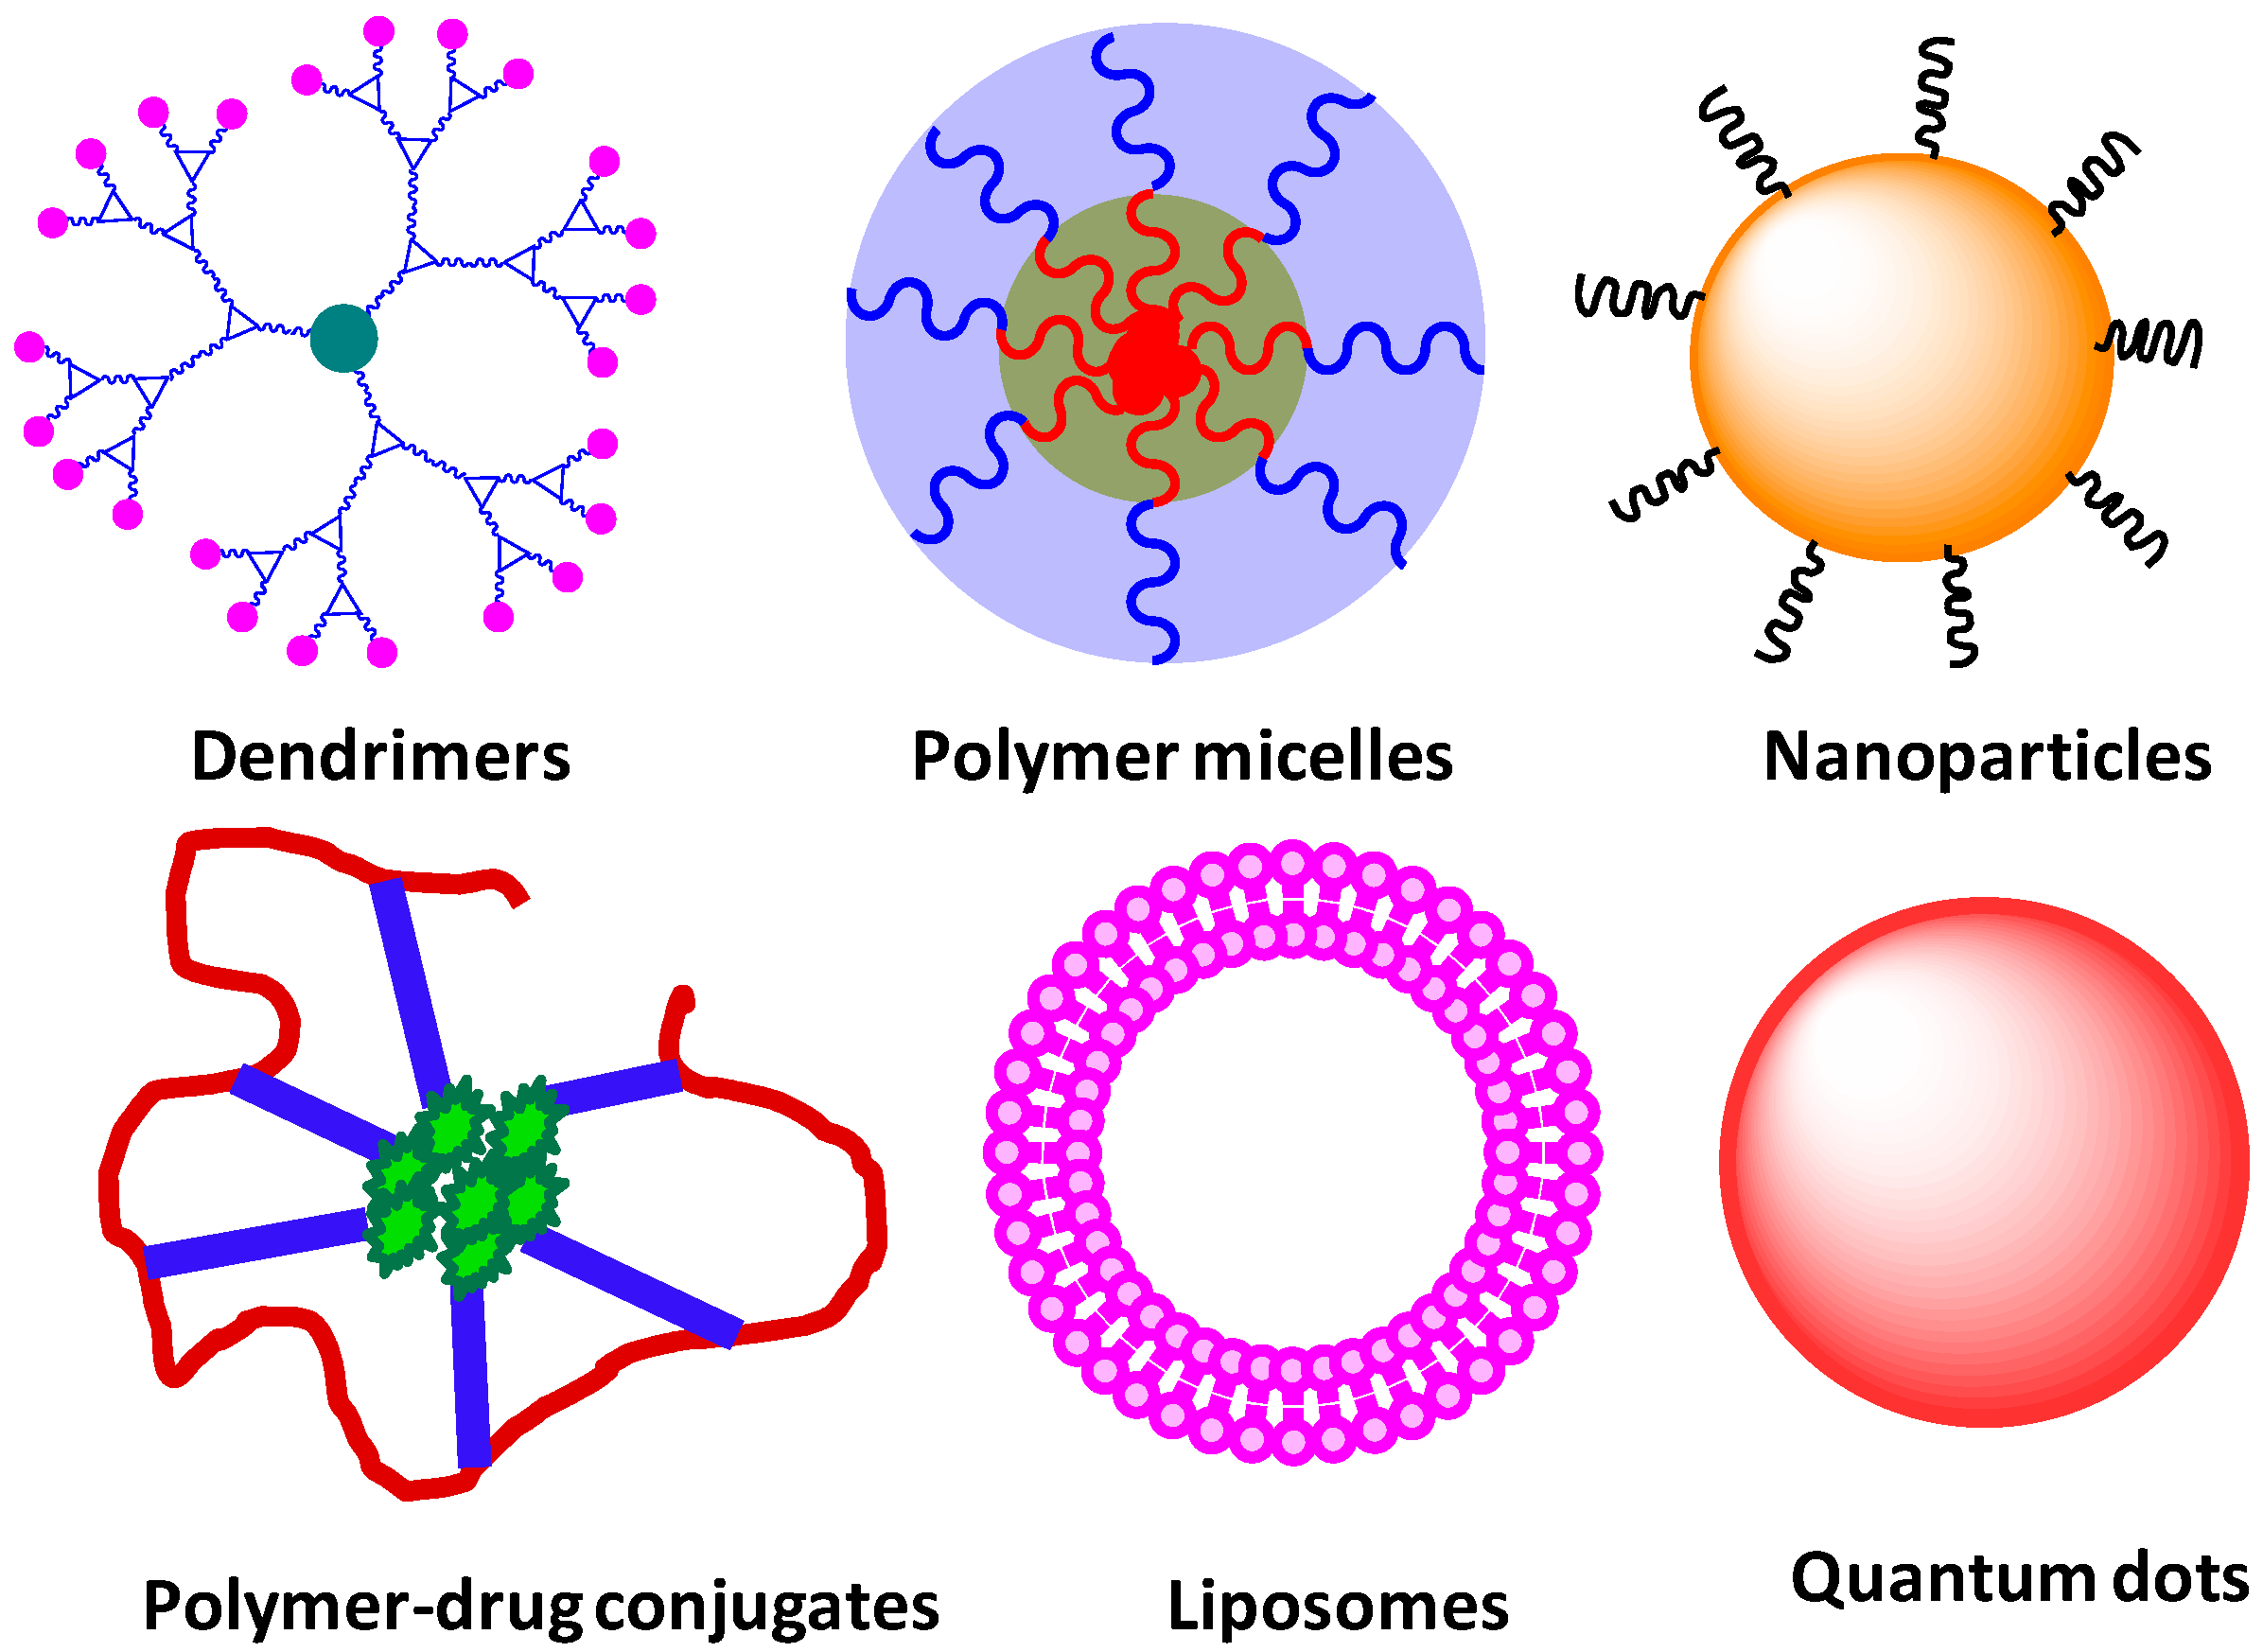 Dendrimers
Polymer micelles
Nanoparticles
Polymer-drug conjugates
Liposomes
Quantum dots